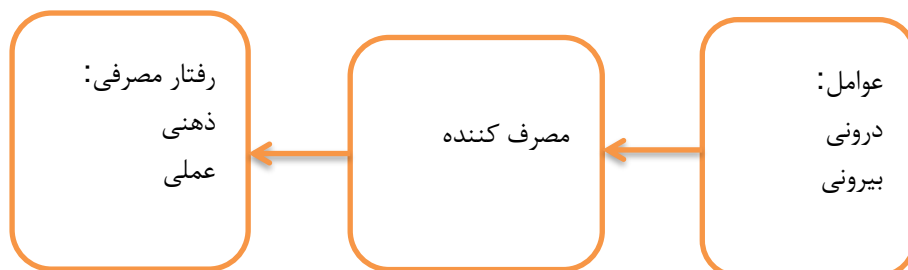 عوامل:
درونی
بیرونی
مصرف کننده
رفتار مصرفی:
ذهنی
عملی